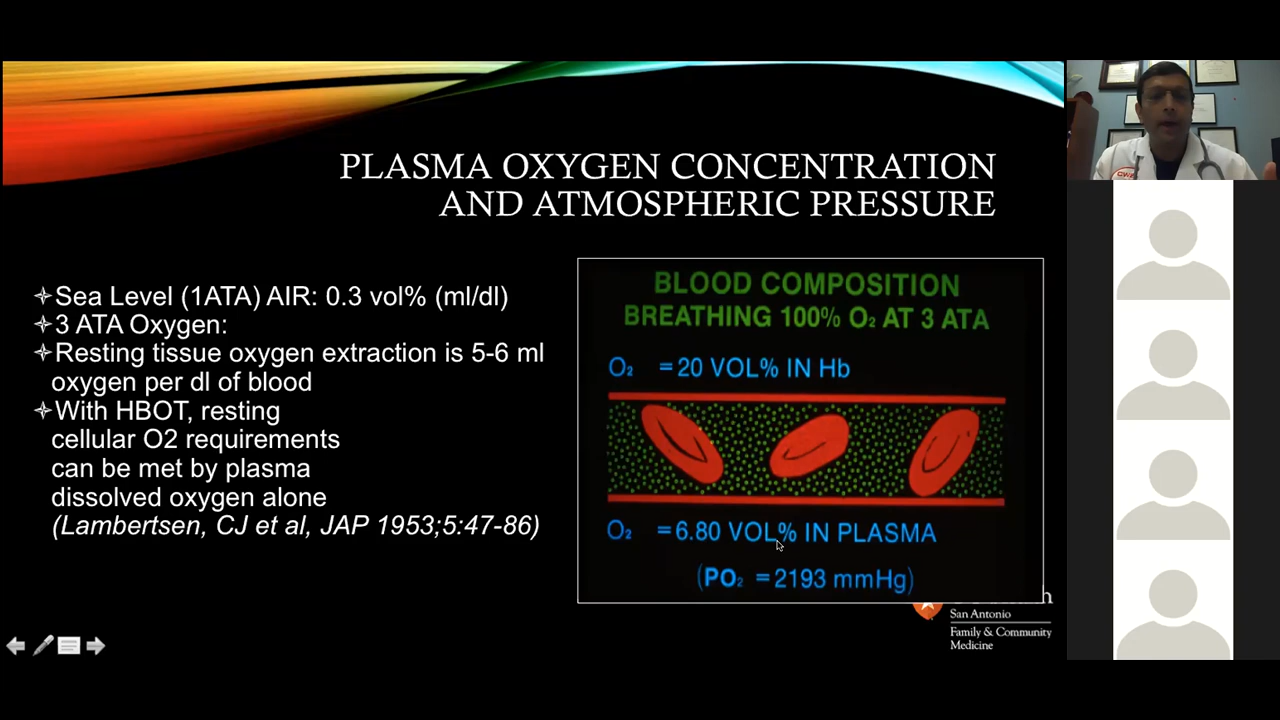 PLASMA OXYGEN CONCENTRATION
AND ATMOSPHERIC PRESSURE
Sea Level (1ATA) AIR: 0.3 vol% (ml/dl)
3 ATA Oxygen:
Resting tissue oxygen extraction is 5-6 ml
oxygen per dl of blood
With HBOT, resting
cellular O2 requirements
can be met by plasma
dissolved oxygen alone
(Lambertsen, CJ et al, JAP 1953;5:47-86)
BLOOD COMPOSITION
BREATHING 100% O₂ AT 3 ATA
O₂ =20 VOL% IN Hb
O₂ =6.80 VOL% IN PLASMA
(PO₂ =2193 mmHg)
San Antonio
Family & Community
Medicine